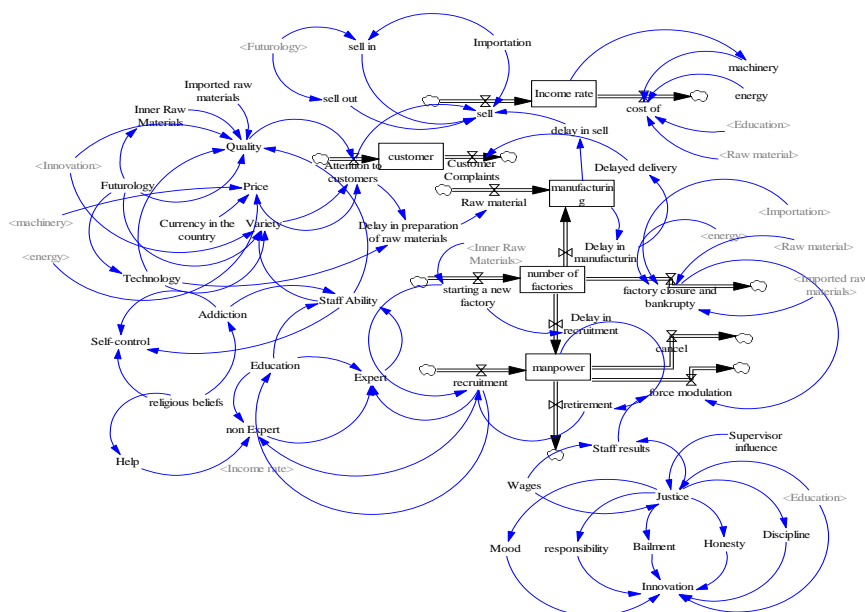 <Futurology>
sell in
Importation
machinery
Income rate
energy
cost of
sell out
sell
<Education>
<Raw material>
Imported raw
materials
Inner Raw
Materials
Quality
delay in sell
<Innovation>
Attention to
customers
customer
Customer
Complaints
Delayed delivery
Futurology
Price
Raw material
manufacturin
g
<machinery>
Currency in the
country
Variety
Delay in preparation
of raw materials
<Importation>
<energy>
<Inner Raw
Materials>
Delay in
manufacturin
<energy>
<Raw material>
Technology
starting a new
factory
number of
factories
factory closure and
bankrupty
<Imported raw
materials>
Addiction
Staff Ability
Delay in
recruitment
Self-control
cancel
Education
Expert
recruitment
manpower
force modulation
religious beliefs
non Expert
retirement
Help
<Income rate>
Staff results
Supervisor
influence
Wages
Justice
<Education>
Mood
responsibility
Bailment
Honesty
Discipline
Innovation